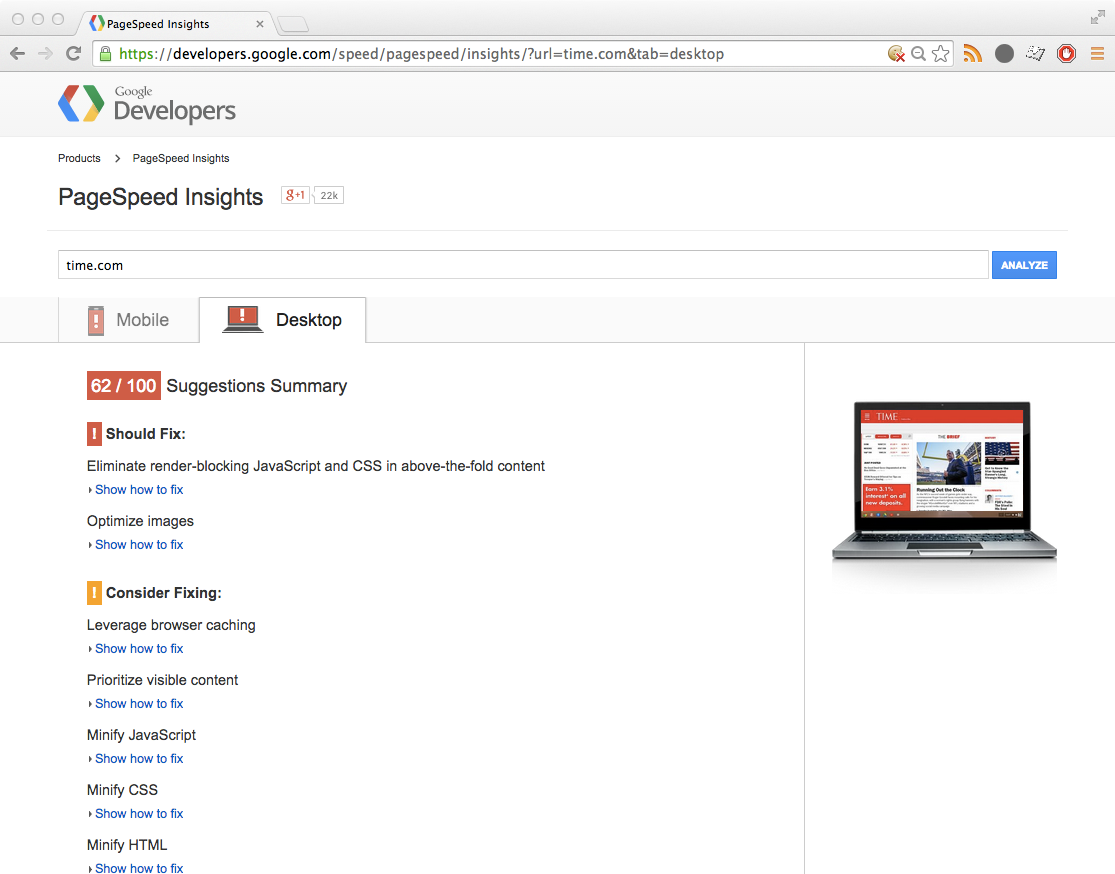 PageSpeed Insights
https://developers.google.com/speed/pagespeed/insights/?url=time.com&tab=desktop
Google
Developers
Products
PageSpeed Insights
PageSpeed Insights
g+1
22k
time.com
ANALYZE
! Mobile
! Desktop
62 / 100 Suggestions Summary
! Should Fix:
Eliminate render-blocking JavaScript and CSS in above-the-fold content
Show how to fix
Optimize images
Show how to fix
! Consider Fixing:
Leverage browser caching
Show how to fix
Prioritize visible content
Show how to fix
Minify JavaScript
Show how to fix
Minify CSS
Show how to fix
Minify HTML
Show how to fix
TIME
THE BRIEF
Running Out the Clock
Earn 3.1%
interest* on all
new deposits.